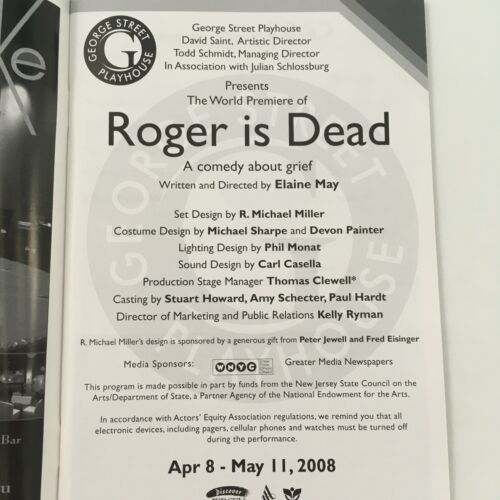 GEORGE STREET
G
PLAYHOUSE
George Street Playhouse
David Saint, Artistic Director
Todd Schmidt, Managing Director
In Association with Julian Schlossburg
Presents
The World Premiere of
Roger is Dead
A comedy about grief
Written and Directed by Elaine May
Set Design by R. Michael Miller
Costume Design by Michael Sharpe and Devon Painter
Lighting Design by Phil Monat
Sound Design by Carl Casella
Production Stage Manager Thomas Clewell*
Casting by Stuart Howard, Amy Schecter, Paul Hardt
Director of Marketing and Public Relations Kelly Ryman
R. Michael Miller's design is sponsored by a generous gift from Peter Jewell and Fred Eisinger
Media Sponsors: WNYC Greater Media Newspapers
This program is made possible in part by funds from the New Jersey State Council on the
Arts/Department of State, a Partner Agency of the National Endowment for the Arts.
In accordance with Actors' Equity Association regulations, we remind you that all
electronic devices, including pagers, cellular phones and watches must be turned off
during the performance.
Apr 8 - May 11, 2008
Discover
GEORGE STREET
PLAYHOUSE
Bar
u